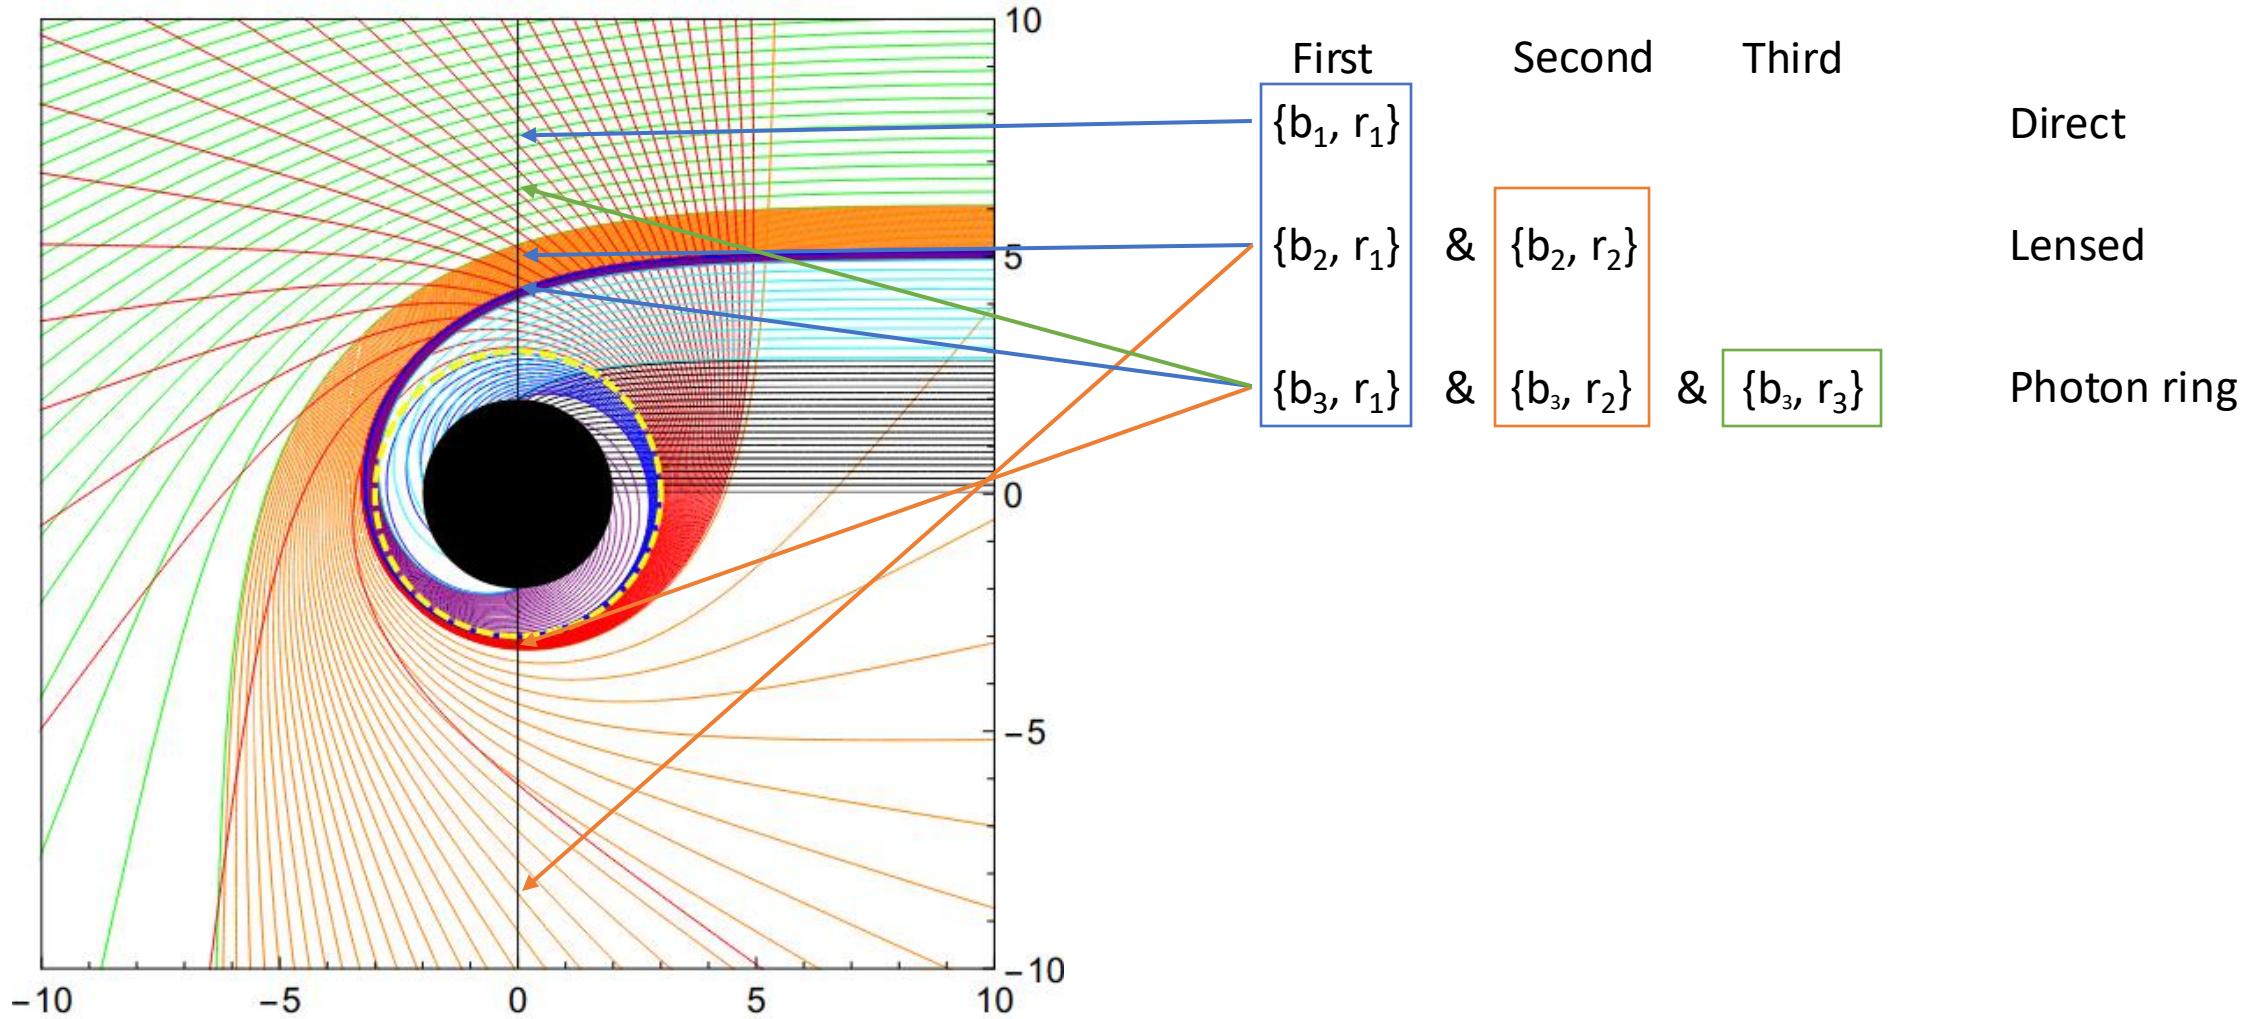 10
First Second Third
{b₁, r₁} Direct
{b₂, r₁} & {b₂, r₂} Lensed
5
{b₃, r₁} & {b₃, r₂} & {b₃, r₃} Photon ring
0
−5
−10
−10 −5 0 5 10